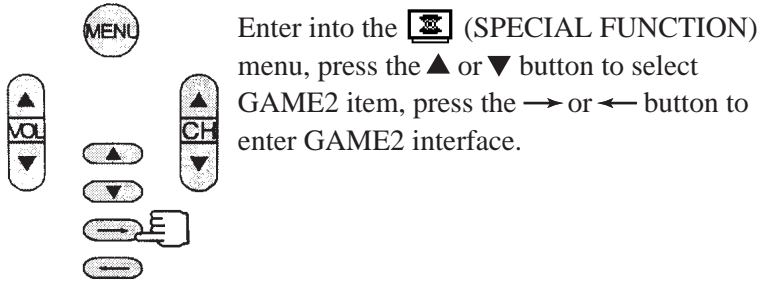 MENU
VOL
CH
Enter into the (SPECIAL FUNCTION)
menu, press the ▲ or ▼ button to select
GAME2 item, press the → or ← button to
enter GAME2 interface.